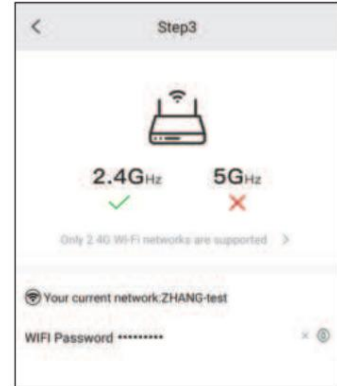 Step3
2.4GHz 5GHz
Only 2.4G Wi-Fi networks are supported
Your current network:ZHANG-test
WIFI Password •••••••••